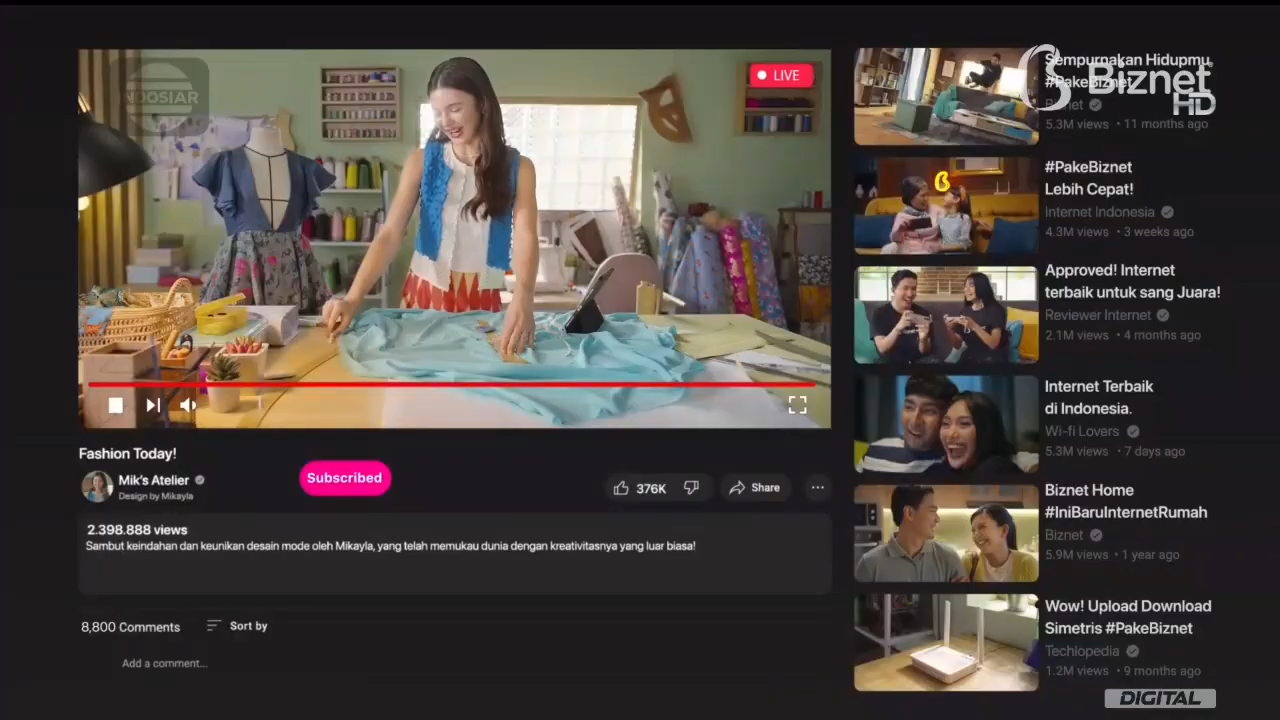 NOOSIAR
LIVE
Fashion Today!
Mik's Atelier
Design by Mikayla
Subscribed
376K
Share
2.398.888 views
Sambut keindahan dan keunikan desain mode oleh Mikayla, yang telah memukau dunia dengan kreativitasnya yang luar biasa!
8,800 Comments
Sort by
Add a comment...
Sempurnakan Hidupmu
#PakeBiznet
Biznet
5.3M views • 11 months ago
Biznet
HD
#PakeBiznet
Lebih Cepat!
Internet Indonesia
4.3M views • 3 weeks ago
Approved! Internet
terbaik untuk sang Juara!
Reviewer Internet
2.1M views • 4 months ago
Internet Terbaik
di Indonesia.
Wi-fi Lovers
5.3M views • 7 days ago
Biznet Home
#IniBaruInternetRumah
Biznet
5.9M views • 1 year ago
Wow! Upload Download
Simetris #PakeBiznet
Techlopedia
1.2M views • 9 months ago
DIGITAL